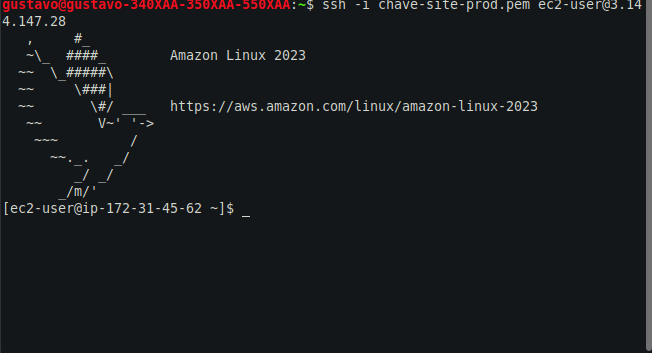 gustavo@gustavo-340XAA-350XAA-550XAA:~$ ssh -i chave-site-prod.pem ec2-user@3.14
4.147.28
   ,     #_
   ~\_  ####_        Amazon Linux 2023
  ~~  \_#####\
  ~~     \###|
  ~~       \#/ ___   https://aws.amazon.com/linux/amazon-linux-2023
   ~~       V~' '->
    ~~~         /
      ~~._.   _/
         _/ _/
       _/m/'
[ec2-user@ip-172-31-45-62 ~]$ _